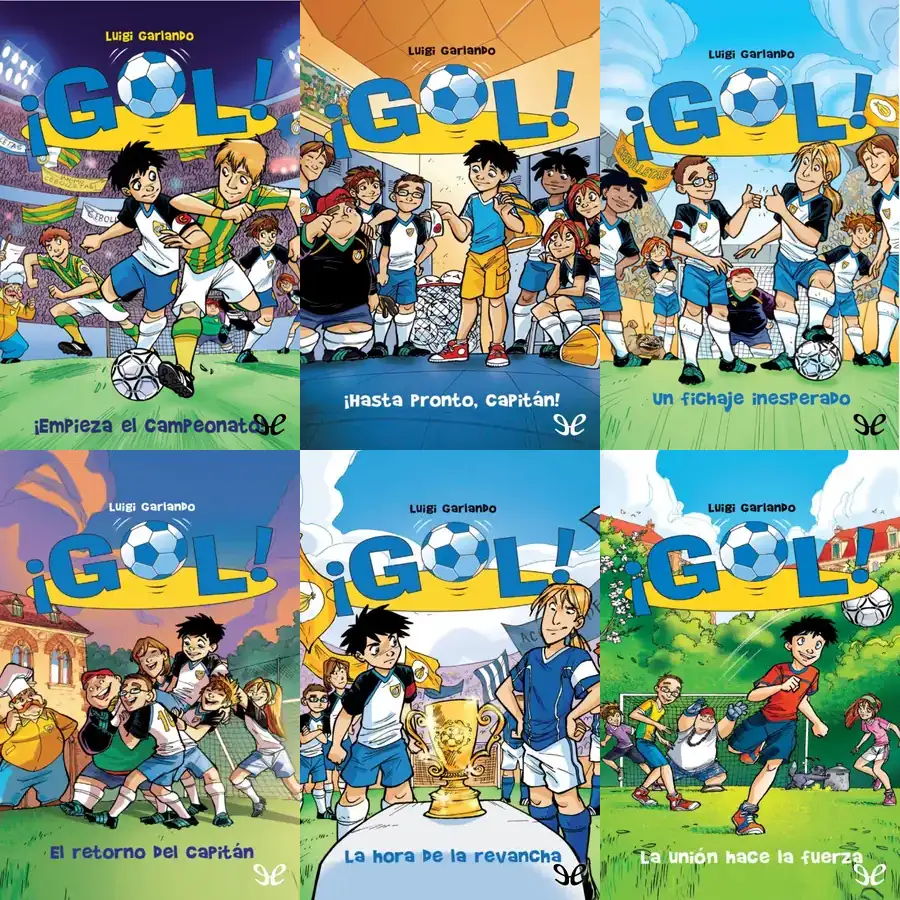 Luigi Garlando
¡GOL!
¡Empieza el campeonato!
Luigi Garlando
¡GOL!
¡Hasta pronto, capitán!
Luigi Garlando
¡GOL!
CEBOLLETAS
Un fichaje inesperado
Luigi Garlando
¡GOL!
El retorno del capitán
Luigi Garlando
¡GOL!
La hora de la revancha
Luigi Garlando
¡GOL!
La unión hace la fuerza